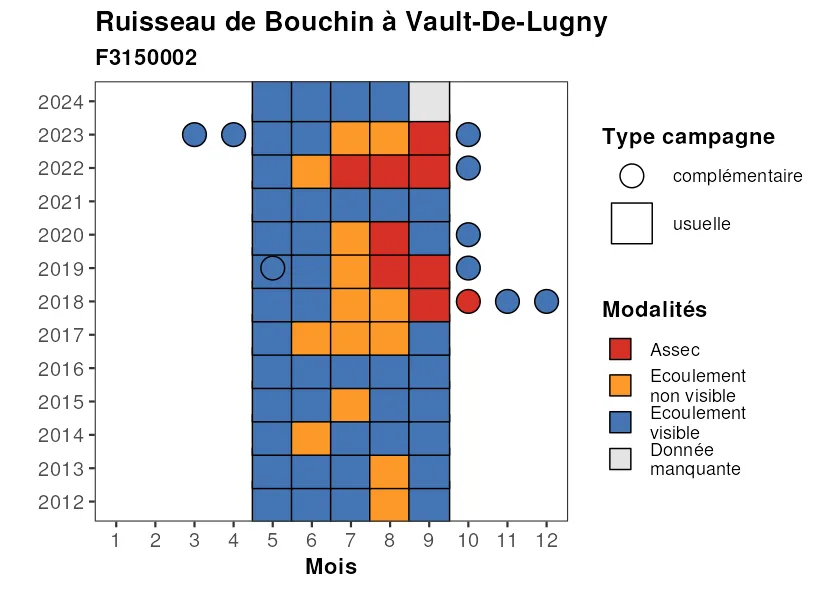 Ruisseau de Bouchin à Vault-De-Lugny
F3150002
2024
2023
2022
2021
2020
2019
2018
2017
2016
2015
2014
2013
2012
1 2 3 4 5 6 7 8 9 10 11 12
Mois
Type campagne
complémentaire
usuelle
Modalités
Assec
Ecoulement
non visible
Ecoulement
visible
Donnée
manquante